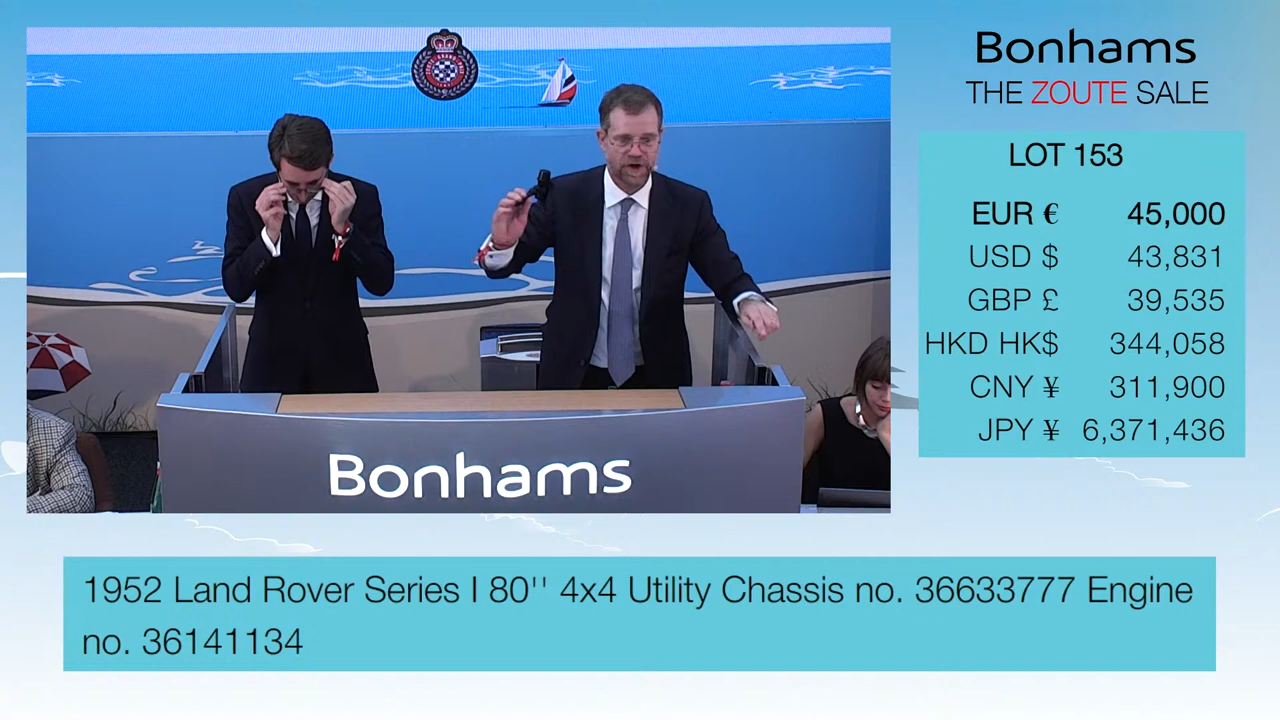 Bonhams
THE ZOUTE SALE
LOT 153
EUR € 45,000
USD $ 43,831
GBP £ 39,535
HKD HK$ 344,058
CNY ¥ 311,900
JPY ¥ 6,371,436
Bonhams
1952 Land Rover Series I 80'' 4x4 Utility Chassis no. 36633777 Engine
no. 36141134